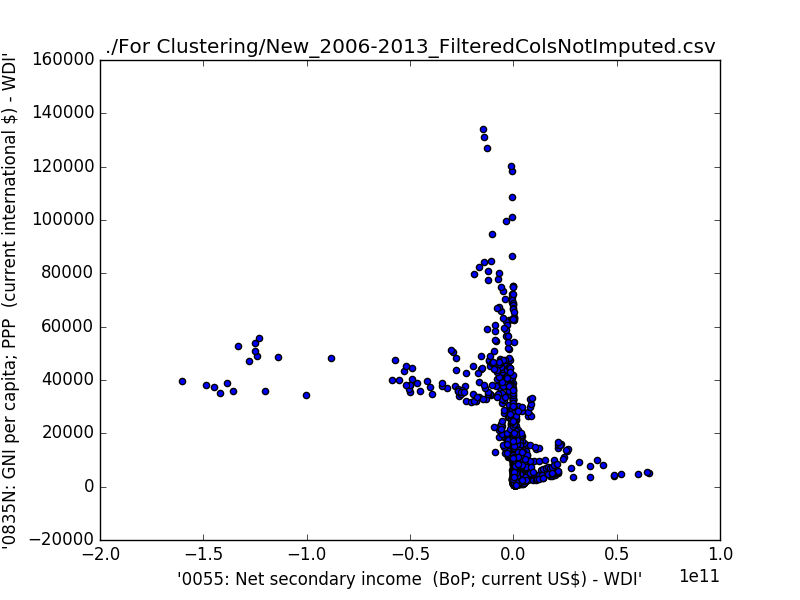 ./For Clustering/New_2006-2013_FilteredColsNotImputed.csv
'0835N: GNI per capita; PPP  (current international $) - WDI'
160000
140000
120000
100000
80000
60000
40000
20000
0
−20000
−2.0 −1.5 −1.0 −0.5 0.0 0.5 1.0
1e11
'0055: Net secondary income  (BoP; current US$) - WDI'